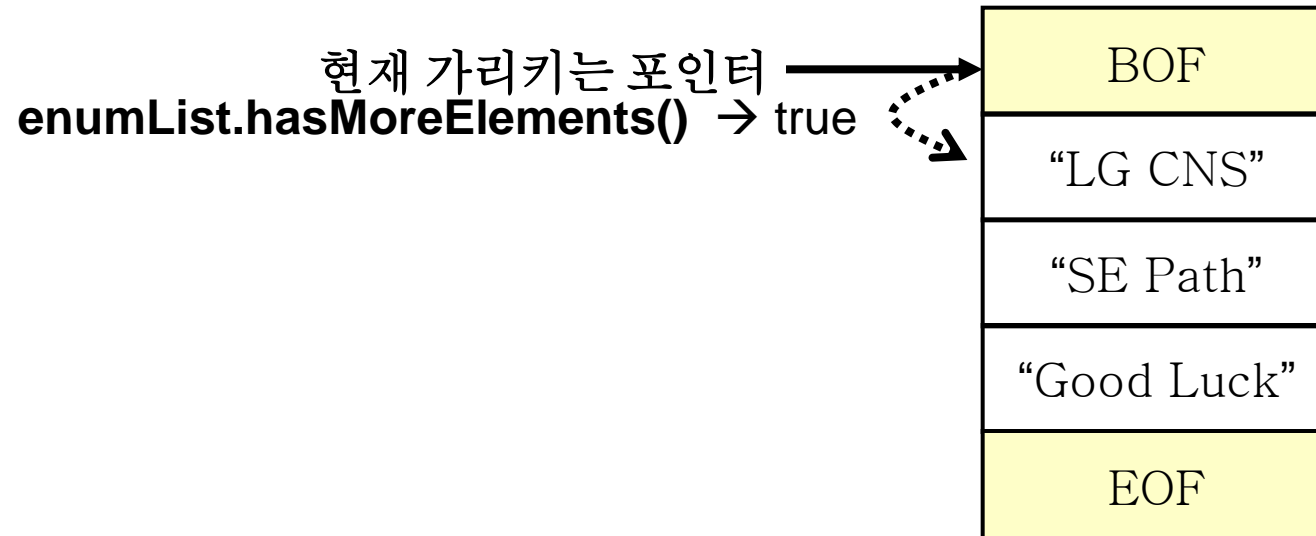 현재 가리키는 포인터
enumList.hasMoreElements() → true
BOF
“LG CNS”
“SE Path”
“Good Luck”
EOF